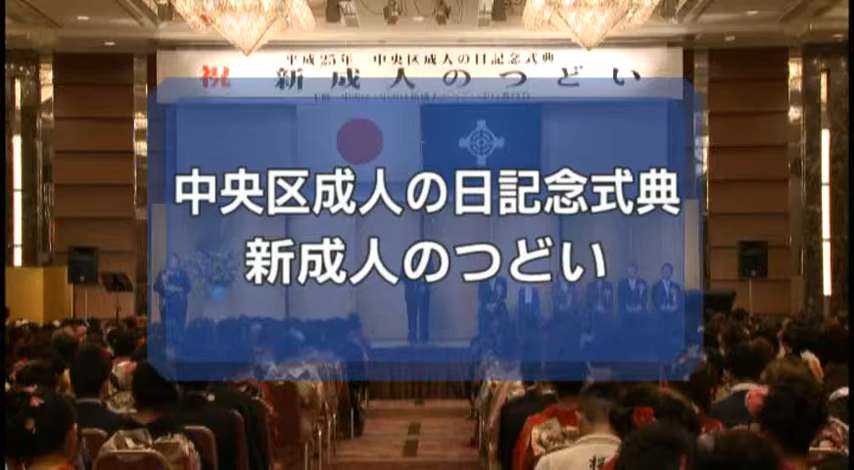 平成25年 中央区成人の日記念式典
祝 新成人のつどい
中央区成人の日記念式典
新成人のつどい